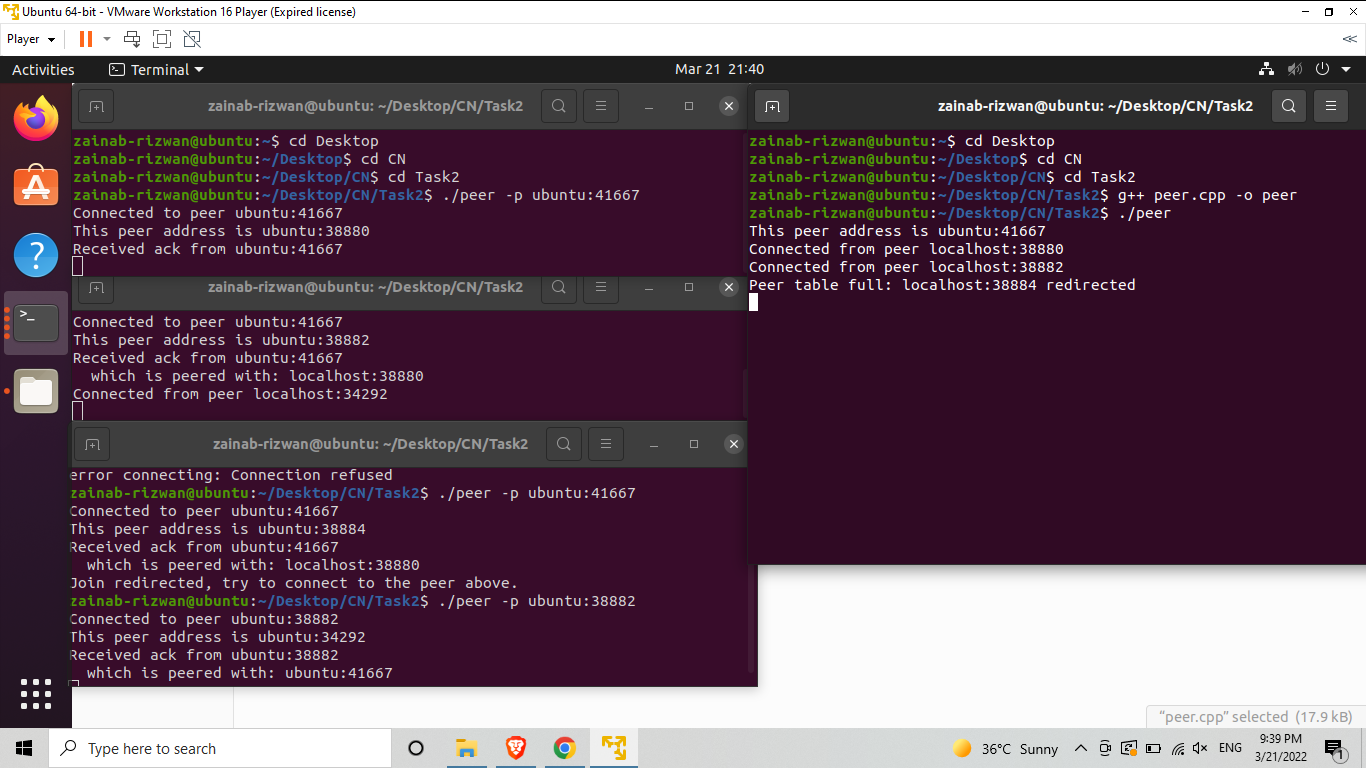 Ubuntu 64-bit - VMware Workstation 16 Player (Expired license)
Player
Activities
Terminal
Mar 21 21:40
zainab-rizwan@ubuntu: ~/Desktop/CN/Task2
zainab-rizwan@ubuntu:~$ cd Desktop
zainab-rizwan@ubuntu:~/Desktop$ cd CN
zainab-rizwan@ubuntu:~/Desktop/CN$ cd Task2
zainab-rizwan@ubuntu:~/Desktop/CN/Task2$ ./peer -p ubuntu:41667
Connected to peer ubuntu:41667
This peer address is ubuntu:38880
Received ack from ubuntu:41667
zainab-rizwan@ubuntu: ~/Desktop/CN/Task2
Connected to peer ubuntu:41667
This peer address is ubuntu:38882
Received ack from ubuntu:41667
which is peered with: localhost:38880
Connected from peer localhost:34292
zainab-rizwan@ubuntu: ~/Desktop/CN/Task2
error connecting: Connection refused
zainab-rizwan@ubuntu:~/Desktop/CN/Task2$ ./peer -p ubuntu:41667
Connected to peer ubuntu:41667
This peer address is ubuntu:38884
Received ack from ubuntu:41667
which is peered with: localhost:38880
Join redirected, try to connect to the peer above.
zainab-rizwan@ubuntu:~/Desktop/CN/Task2$ ./peer -p ubuntu:38882
Connected to peer ubuntu:38882
This peer address is ubuntu:34292
Received ack from ubuntu:38882
which is peered with: ubuntu:41667
zainab-rizwan@ubuntu: ~/Desktop/CN/Task2
zainab-rizwan@ubuntu:~$ cd Desktop
zainab-rizwan@ubuntu:~/Desktop$ cd CN
zainab-rizwan@ubuntu:~/Desktop/CN$ cd Task2
zainab-rizwan@ubuntu:~/Desktop/CN/Task2$ g++ peer.cpp -o peer
zainab-rizwan@ubuntu:~/Desktop/CN/Task2$ ./peer
This peer address is ubuntu:41667
Connected from peer localhost:38880
Connected from peer localhost:38882
Peer table full: localhost:38884 redirected
“peer.cpp” selected (17.9 kB)
Type here to search
36°C Sunny
ENG
9:39 PM
3/21/2022
1